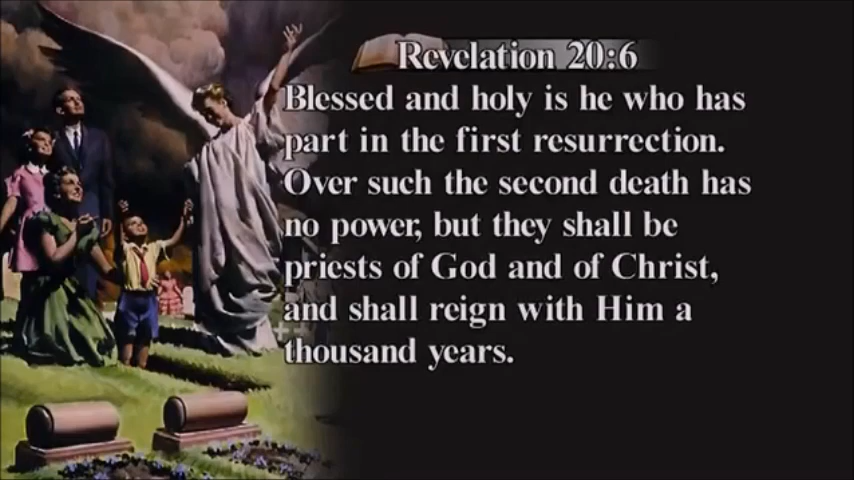 Revelation 20:6
Blessed and holy is he who has
part in the first resurrection.
Over such the second death has
no power, but they shall be
priests of God and of Christ,
and shall reign with Him a
thousand years.